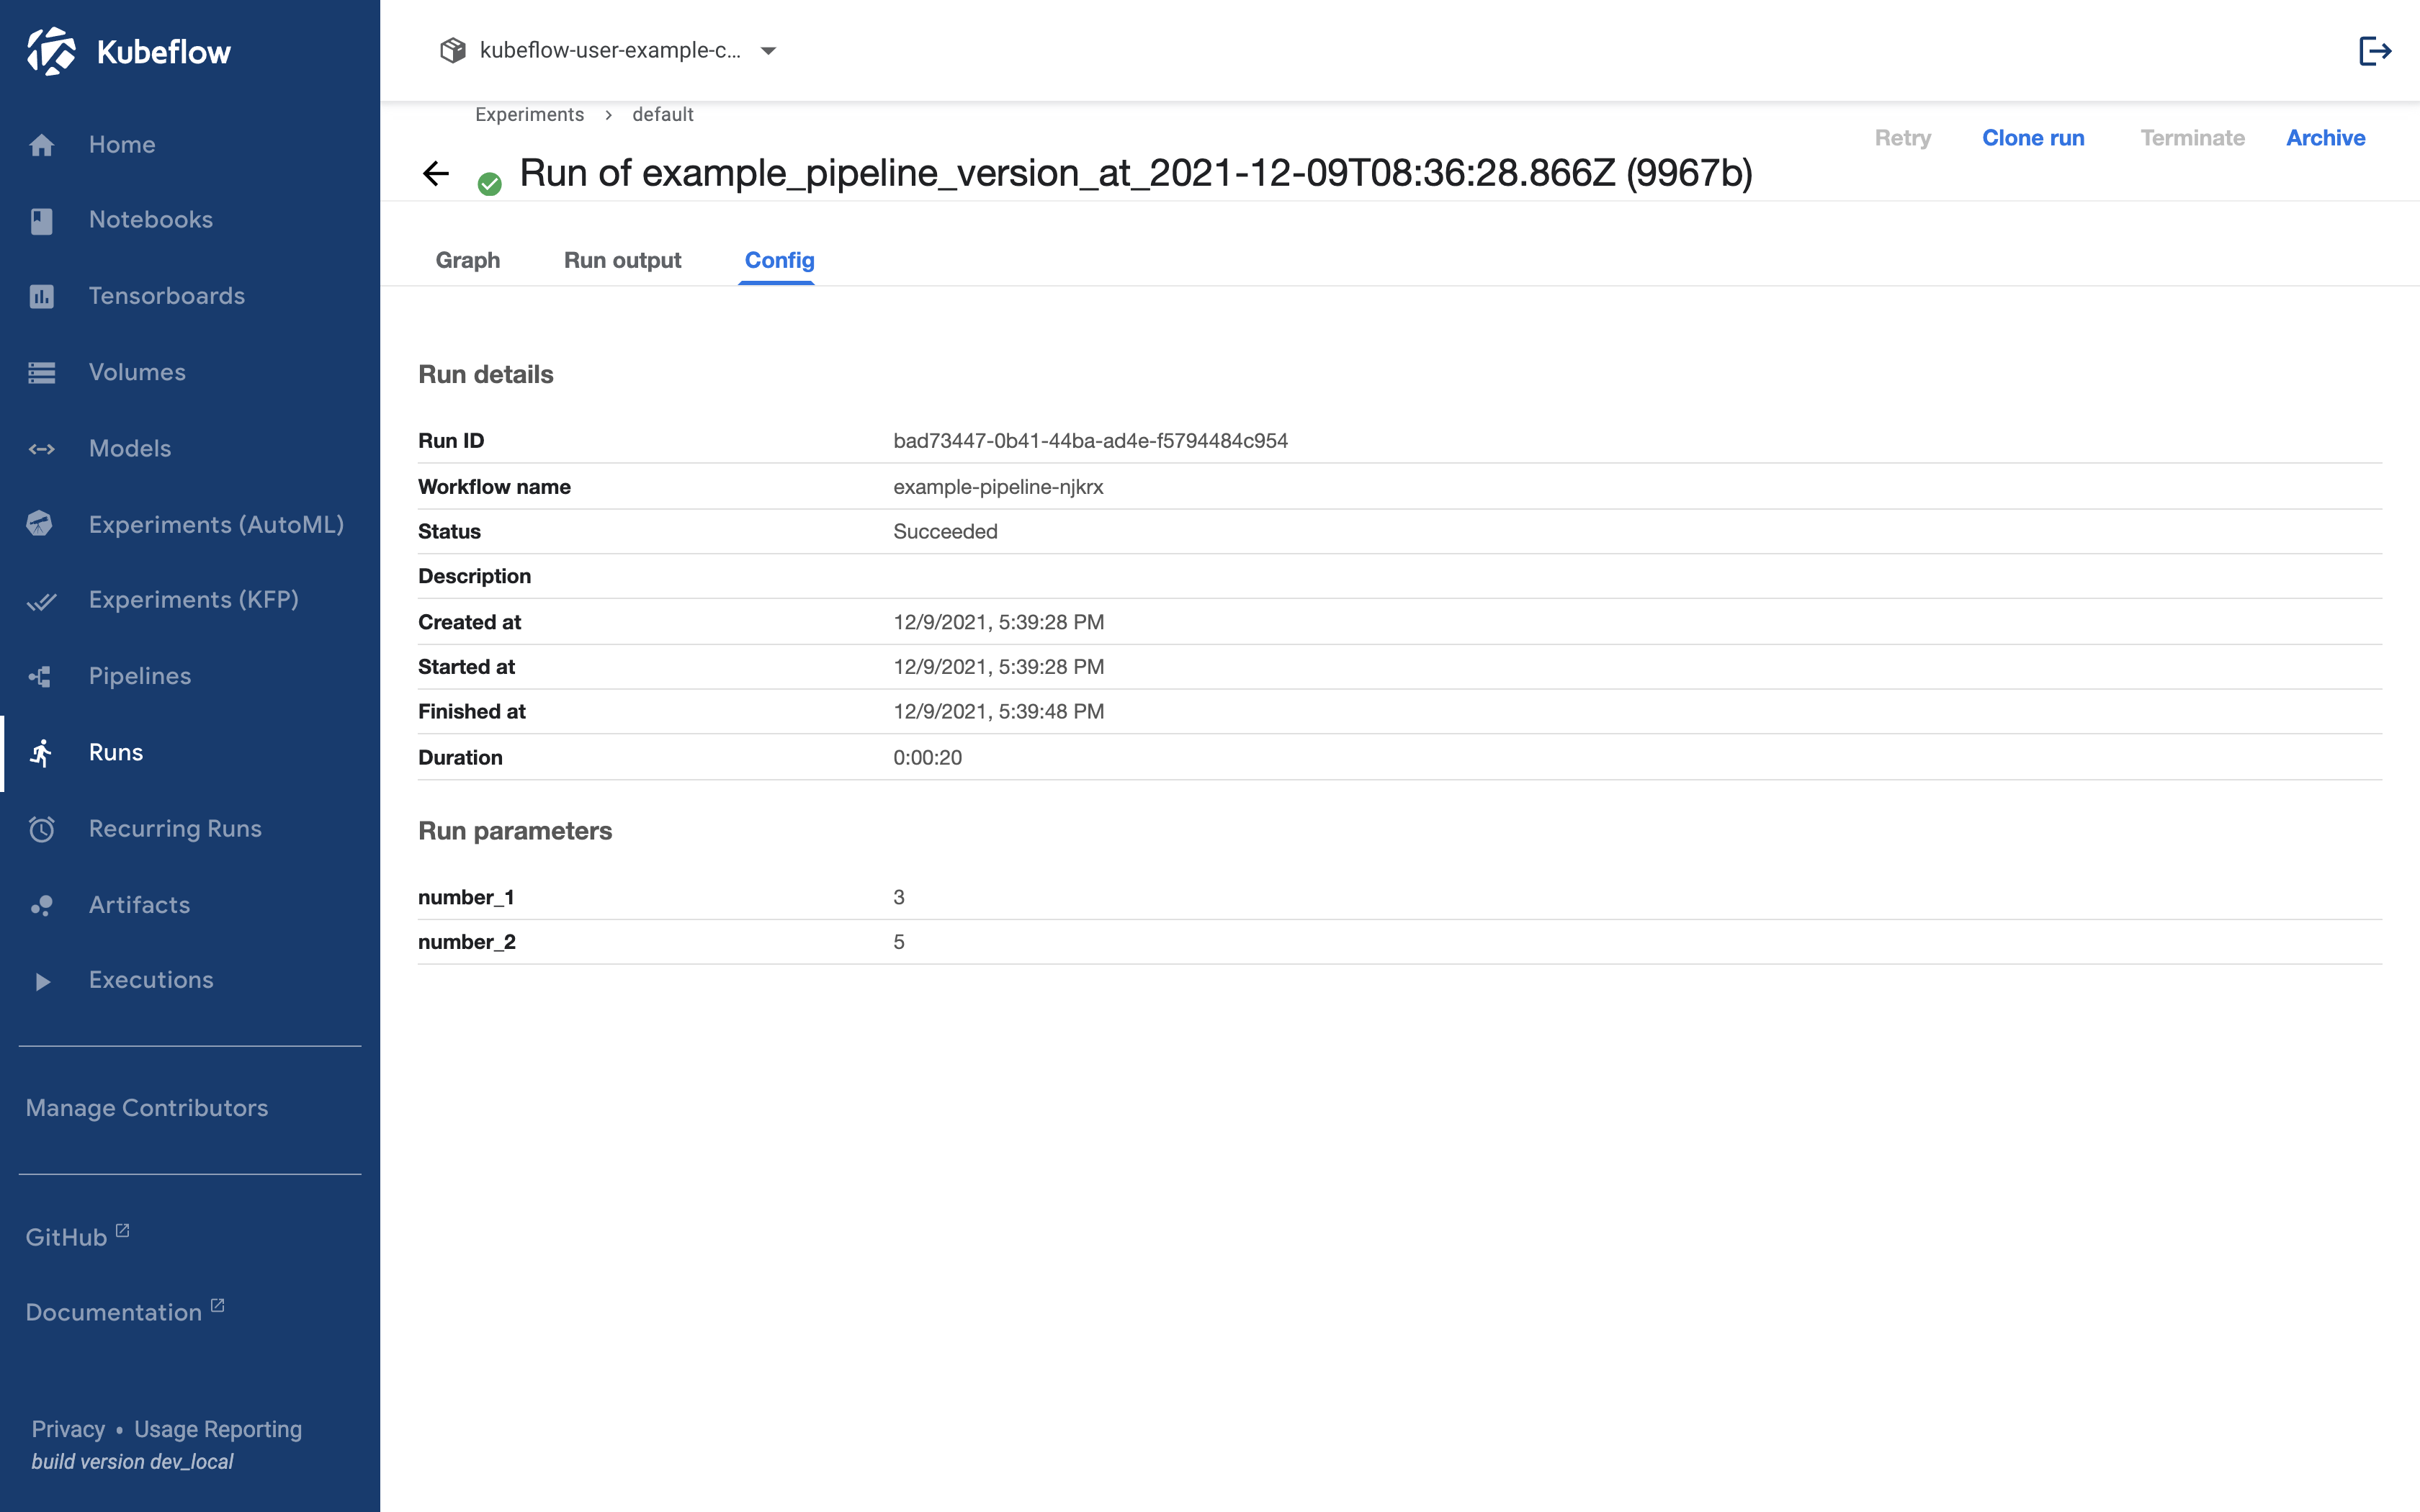 Kubeflow
Home
Notebooks
Tensorboards
Volumes
Models
Experiments (AutoML)
Experiments (KFP)
Pipelines
Runs
Recurring Runs
Artifacts
Executions
Manage Contributors
GitHub
Documentation
Privacy • Usage Reporting
build version dev_local
kubeflow-user-example-c...
Experiments > default
Retry Clone run Terminate Archive
Run of example_pipeline_version_at_2021-12-09T08:36:28.866Z (9967b)
Graph Run output Config
Run details
Run ID bad73447-0b41-44ba-ad4e-f5794484c954
Workflow name example-pipeline-njkrx
Status Succeeded
Description
Created at 12/9/2021, 5:39:28 PM
Started at 12/9/2021, 5:39:28 PM
Finished at 12/9/2021, 5:39:48 PM
Duration 0:00:20
Run parameters
number_1 3
number_2 5